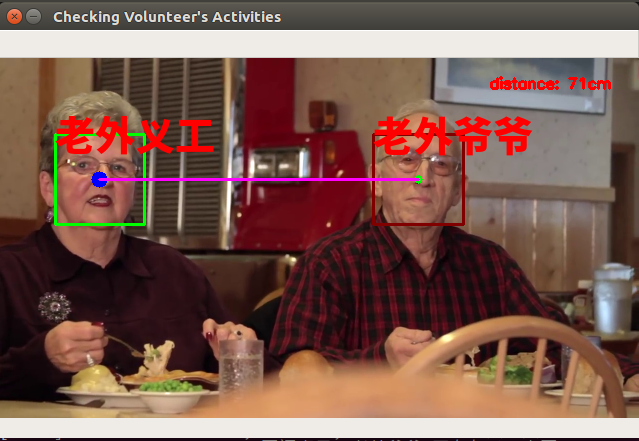 Checking Volunteer's Activities
distance: 71cm
老外义工
老外爷爷